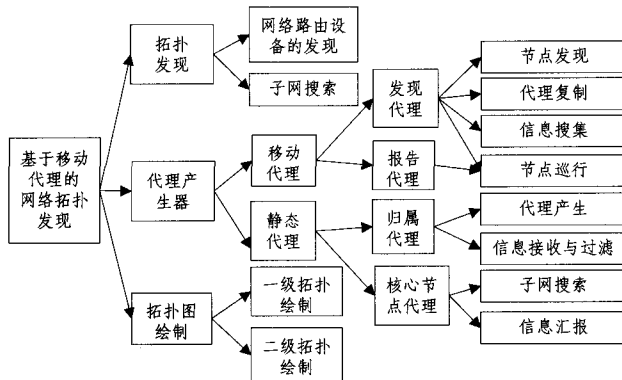 拓扑
发现
网络路由设
备的发现
子网搜索
基于移动
代理的
网络拓扑
发现
代理产
生器
移动
代理
静态
代理
发现
代理
报告
代理
归属
代理
核心节
点代理
节点发现
代理复制
信息搜集
节点巡行
代理产生
信息接收与过滤
子网搜索
信息汇报
拓扑图
绘制
一级拓扑
绘制
二级拓扑
绘制